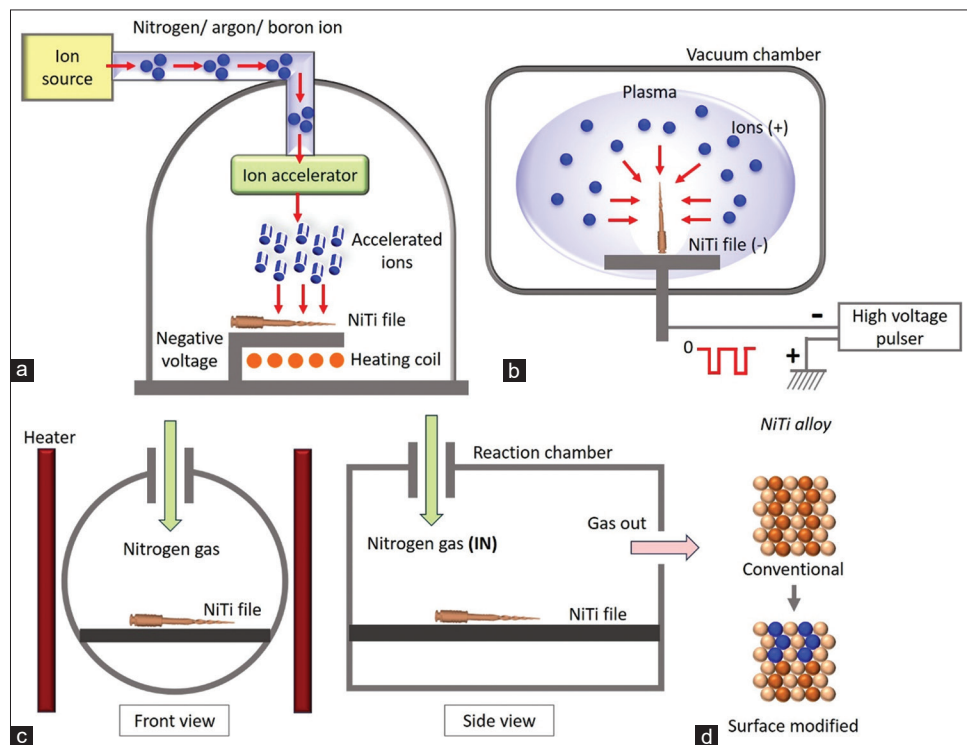 Nitrogen/ argon/ boron ion
Ion
source
Ion accelerator
Accelerated
ions
NiTi file
Negative
voltage
Heating coil
a
Vacuum chamber
Plasma
Ions (+)
NiTi file (-)
-
High voltage
pulser
0
+
b
Heater
Nitrogen gas
NiTi file
Front view
c
Reaction chamber
Gas out
Nitrogen gas (IN)
NiTi file
Side view
NiTi alloy
Conventional
Surface modified
d